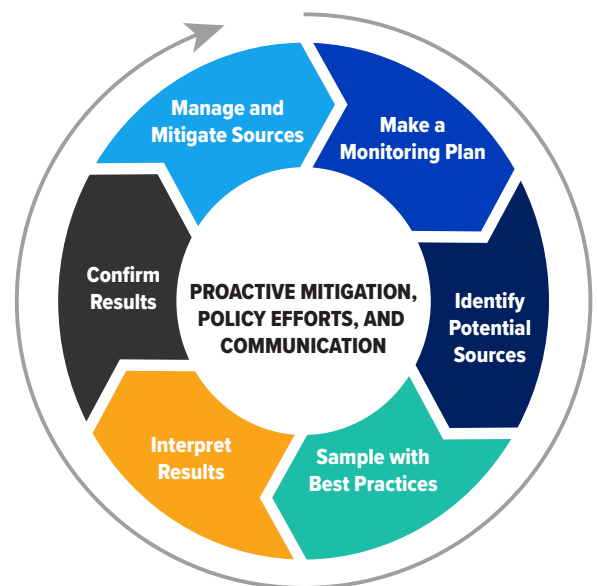 Make a
Monitoring Plan
Identify
Potential
Sources
Sample with
Best Practices
Interpret
Results
Confirm
Results
Manage and
Mitigate Sources
PROACTIVE MITIGATION,
POLICY EFFORTS, AND
COMMUNICATION